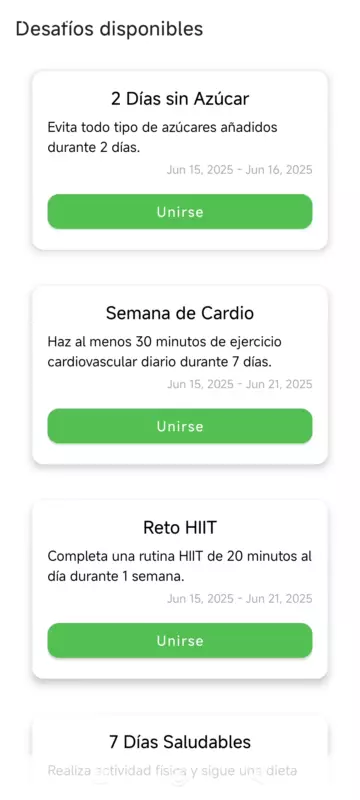 Desafíos disponibles
2 Días sin Azúcar
Evita todo tipo de azúcares añadidos
durante 2 días.
Jun 15, 2025 - Jun 16, 2025
Unirse
Semana de Cardio
Haz al menos 30 minutos de ejercicio
cardiovascular diario durante 7 días.
Jun 15, 2025 - Jun 21, 2025
Unirse
Reto HIIT
Completa una rutina HIIT de 20 minutos al
día durante 1 semana.
Jun 15, 2025 - Jun 21, 2025
Unirse
7 Días Saludables
Realiza actividad física y sigue una dieta